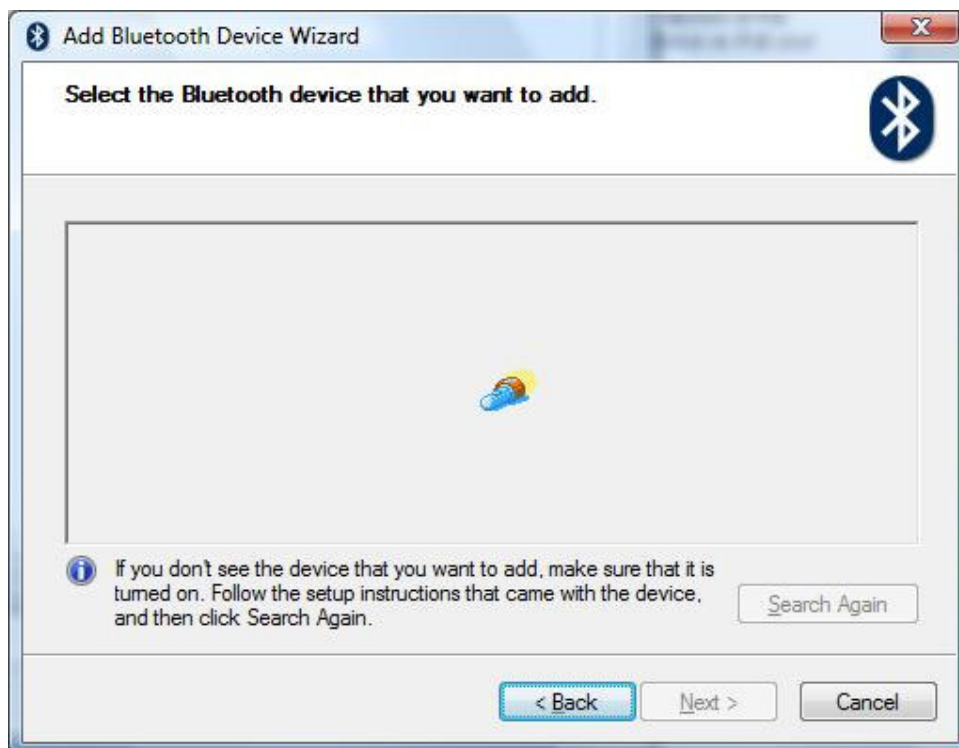 Add Bluetooth Device Wizard
Select the Bluetooth device that you want to add.
If you don't see the device that you want to add, make sure that it is
turned on. Follow the setup instructions that came with the device,
and then click Search Again.
Search Again
< Back
Next >
Cancel